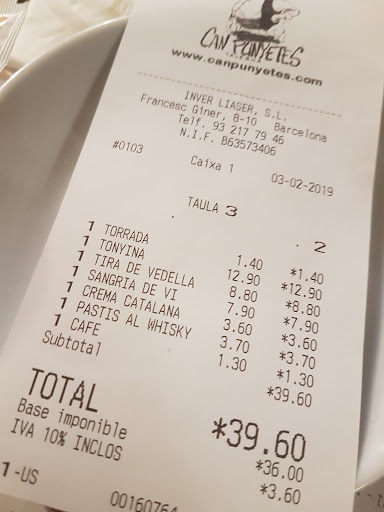 CAN PUNYETES
TAVERNA
www.canpunyetes.com
INVER LIASER, S.L.
Francesc Giner, 8-10 Barcelona
Telf. 93 217 79 46
N.I.F. B63573406
#0103 Caixa 1 03-02-2019
TAULA 3 . 2
1 TORRADA 1.40 *1.40
1 TONYINA 12.90 *12.90
1 TIRA DE VEDELLA 8.80 *8.80
1 SANGRIA DE VI 7.90 *7.90
1 CREMA CATALANA 3.60 *3.60
1 PASTIS AL WHISKY 3.70 *3.70
1 CAFE 1.30 *1.30
Subtotal *39.60
TOTAL *39.60
Base imponible *36.00
IVA 10% INCLOS *3.60
1-US 00160764